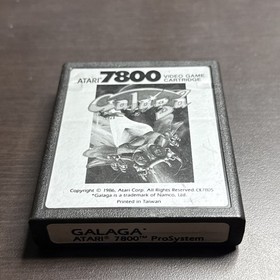 ATARI 7800 VIDEO GAME CARTRIDGE
Galaga
Copyright © 1986, Atari Corp. All Rights Reserved CX7805
"Galaga is a trademark of Namco, Ltd.
Printed in Taiwan
GALAGA*
ATARI 7800™ ProSystem